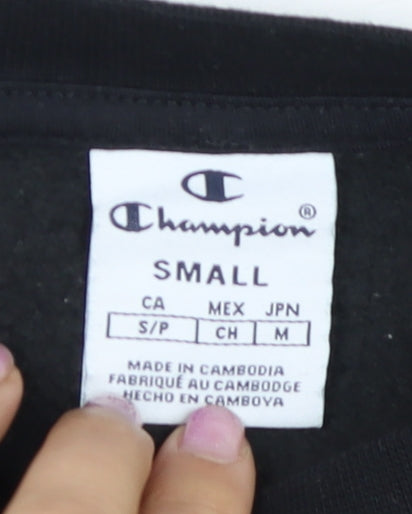 Champion®
SMALL
CA MEX JPN
S/P CH M
MADE IN CAMBODIA
FABRIQUÉ AU CAMBODGE
HECHO EN CAMBOYA